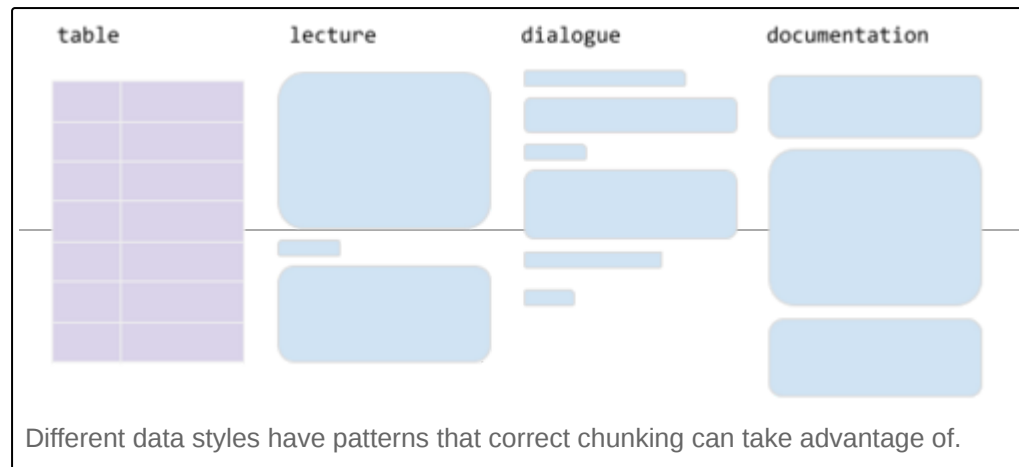 table lecture dialogue documentation
Different data styles have patterns that correct chunking can take advantage of.